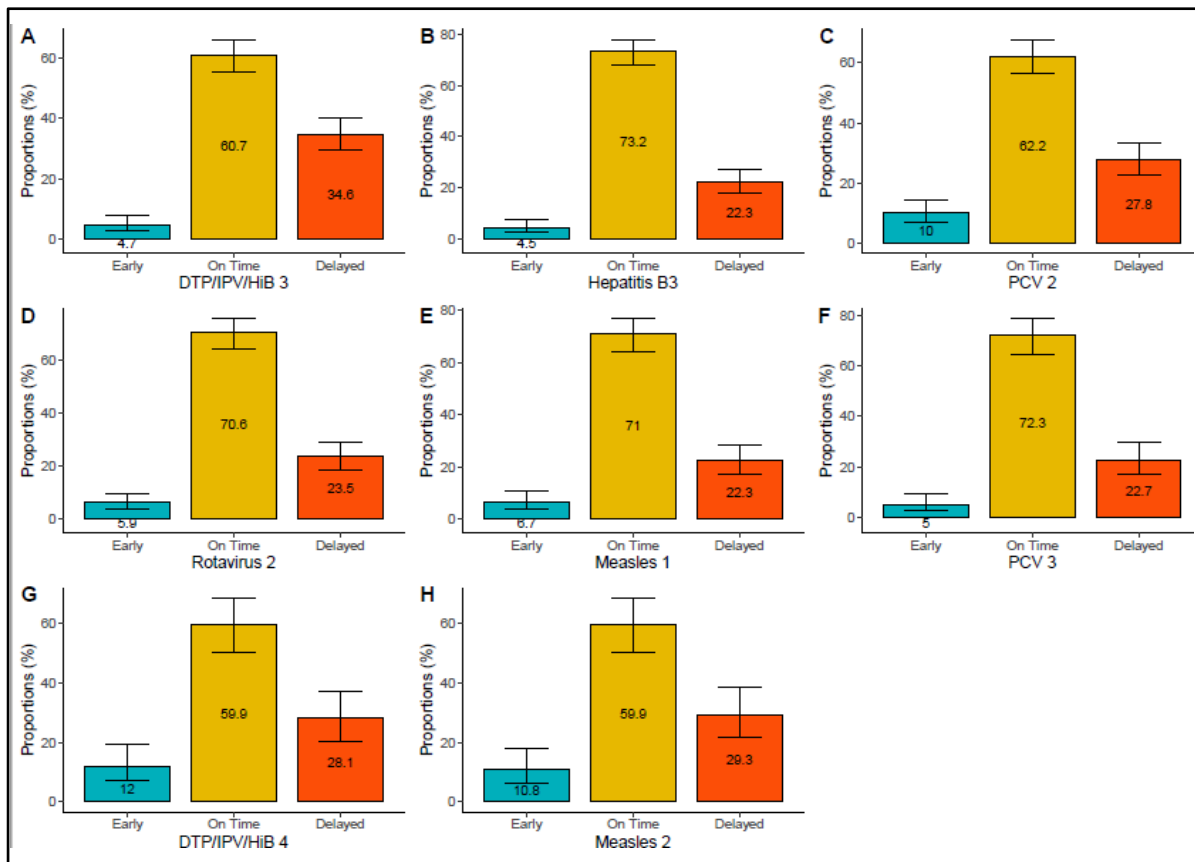 A
Proportions (%)
60
40
20
0
60.7
34.6
4.7
Early On Time Delayed
DTP/IPV/HiB 3
B
Proportions (%)
80
60
40
20
0
73.2
22.3
4.5
Early On Time Delayed
Hepatitis B3
C
Proportions (%)
60
40
20
0
62.2
27.8
10
Early On Time Delayed
PCV 2
D
Proportions (%)
60
40
20
0
70.6
23.5
5.9
Early On Time Delayed
Rotavirus 2
E
Proportions (%)
80
60
40
20
0
71
22.3
6.7
Early On Time Delayed
Measles 1
F
Proportions (%)
80
60
40
20
0
72.3
22.7
5
Early On Time Delayed
PCV 3
G
Proportions (%)
60
40
20
0
59.9
28.1
12
Early On Time Delayed
DTP/IPV/HiB 4
H
Proportions (%)
60
40
20
0
59.9
29.3
10.8
Early On Time Delayed
Measles 2